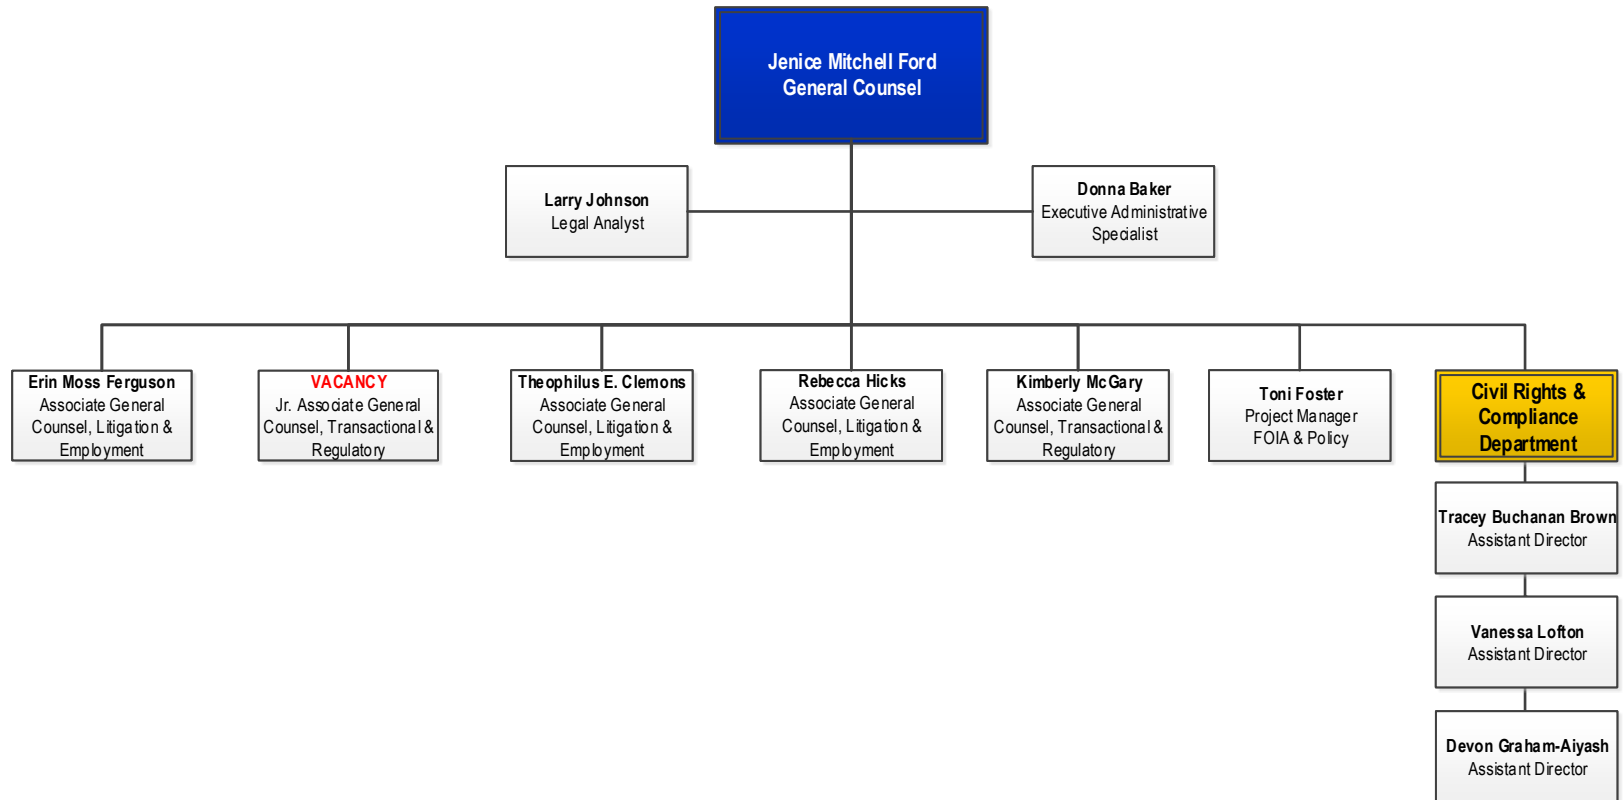 Jenice Mitchell Ford
General Counsel
Larry Johnson
Legal Analyst
Donna Baker
Executive Administrative
Specialist
Erin Moss Ferguson
Associate General
Counsel, Litigation &
Employment
VACANCY
Jr. Associate General
Counsel, Transactional &
Regulatory
Theophilus E. Clemons
Associate General
Counsel, Litigation &
Employment
Rebecca Hicks
Associate General
Counsel, Litigation &
Employment
Kimberly McGary
Associate General
Counsel, Transactional &
Regulatory
Toni Foster
Project Manager
FOIA & Policy
Civil Rights &
Compliance
Department
Tracey Buchanan Brown
Assistant Director
Vanessa Lofton
Assistant Director
Devon Graham-Aiyash
Assistant Director